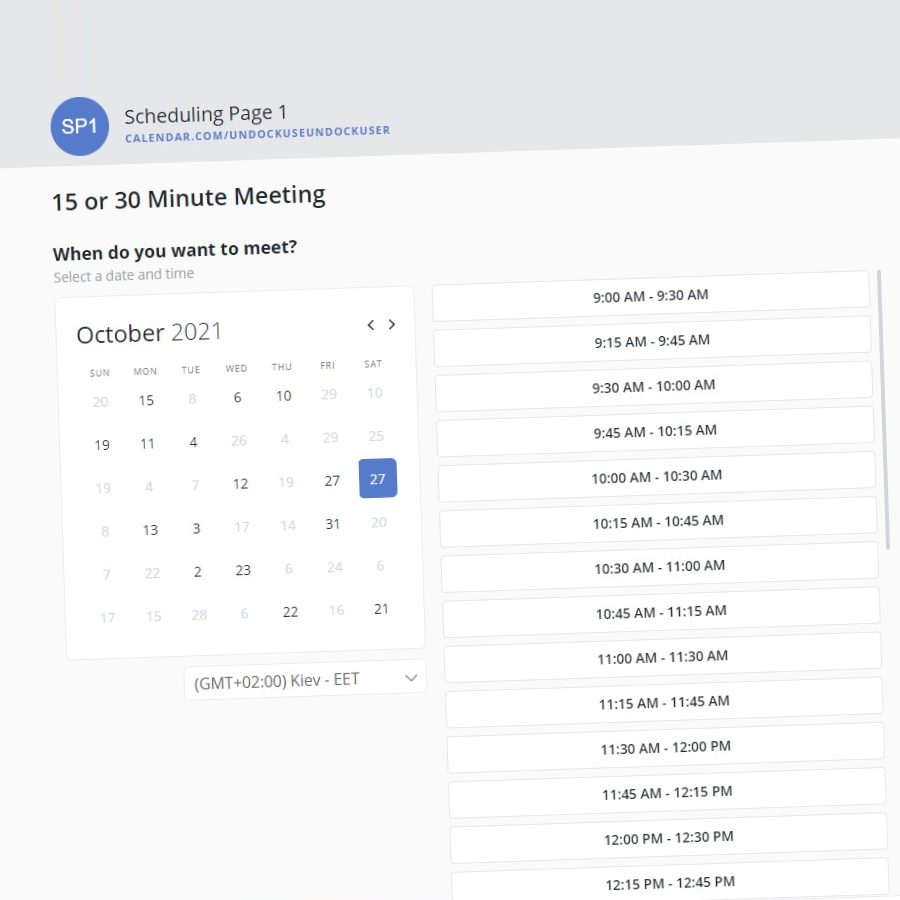 SP1
Scheduling Page 1
CALENDAR.COM/UNDOCKUSEUNDOCKUSER
15 or 30 Minute Meeting
When do you want to meet?
Select a date and time
October 2021
SUN MON TUE WED THU FRI SAT
20 15 8 6 10 29 10
19 11 4 26 4 29 25
19 4 7 12 19 27 27
8 13 3 17 14 31 20
7 22 2 23 6 24 6
17 15 28 6 22 16 21
(GMT+02:00) Kiev - EET
9:00 AM - 9:30 AM
9:15 AM - 9:45 AM
9:30 AM - 10:00 AM
9:45 AM - 10:15 AM
10:00 AM - 10:30 AM
10:15 AM - 10:45 AM
10:30 AM - 11:00 AM
10:45 AM - 11:15 AM
11:00 AM - 11:30 AM
11:15 AM - 11:45 AM
11:30 AM - 12:00 PM
11:45 AM - 12:15 PM
12:00 PM - 12:30 PM
12:15 PM - 12:45 PM